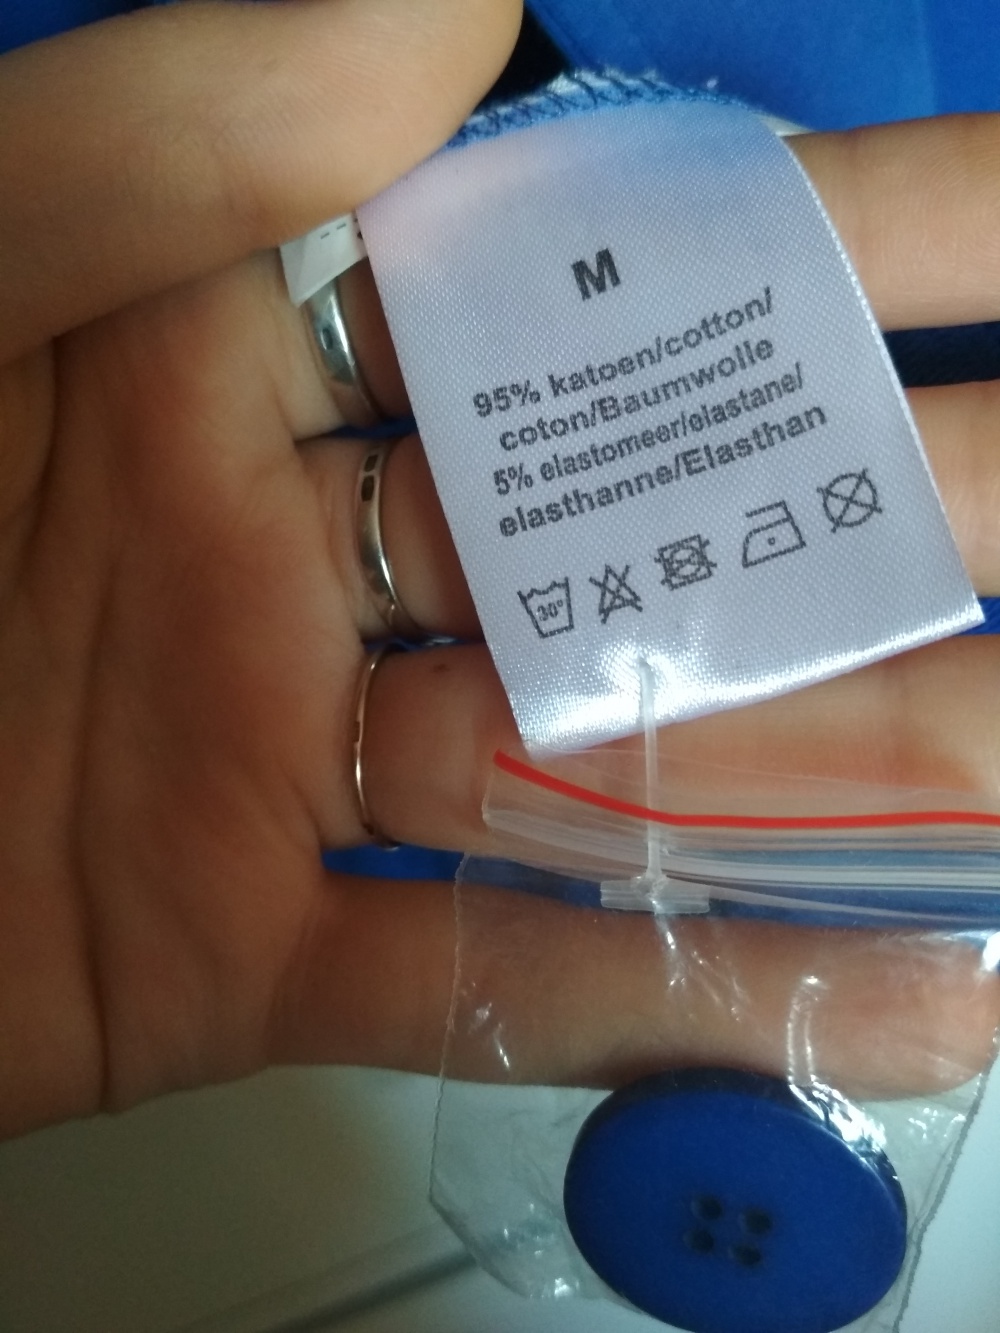 M
95% katoen/cotton/
coton/Baumwolle
5% elastomeer/elastane/
elasthanne/Elasthan
30°